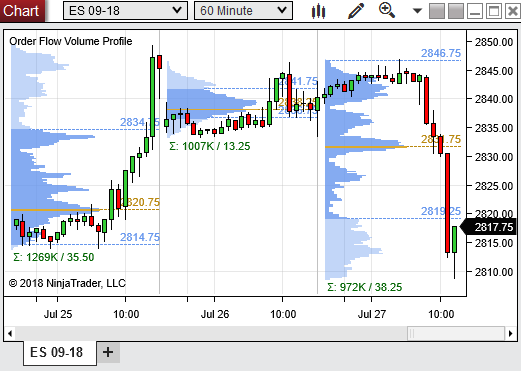 Chart ES 09-18 60 Minute
Order Flow Volume Profile
2850.00
2846.75
2845.00
2841.75
2840.00
2834.75
2835.00
2831.75
2830.00
2825.00
2820.75
2819.25
2820.00
2817.75
2814.75
2815.00
2810.00
Σ: 1007K / 13.25
Σ: 1269K / 35.50
Σ: 972K / 38.25
© 2018 NinjaTrader, LLC
Jul 25 10:00 Jul 26 10:00 Jul 27 10:00
ES 09-18 +